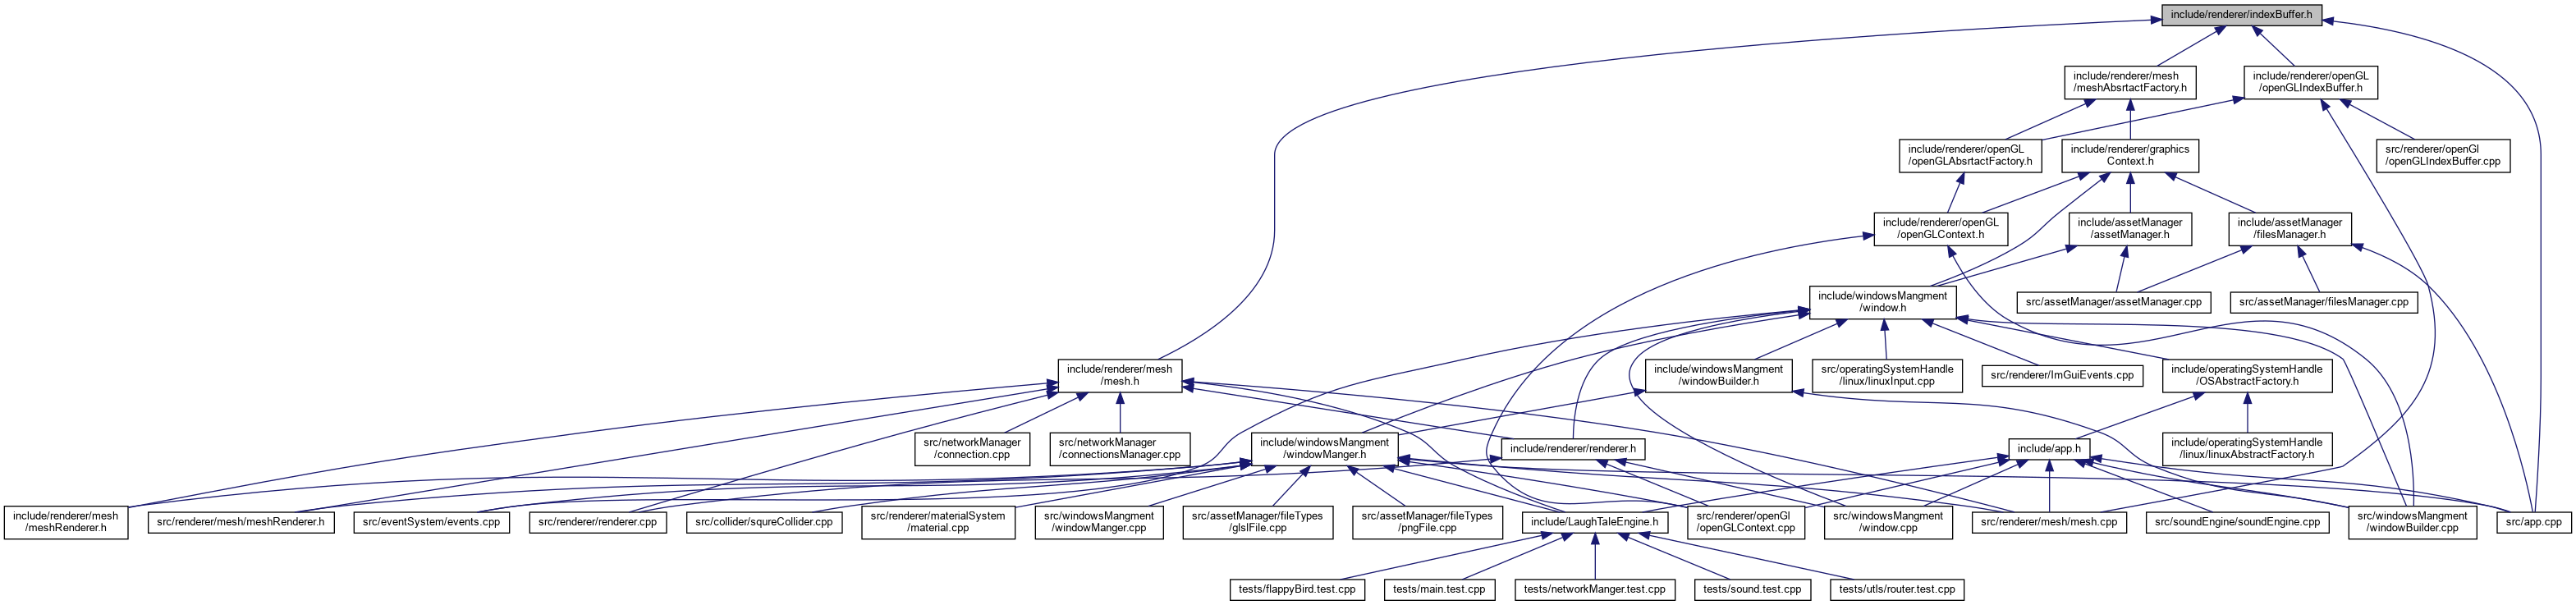 include/renderer/indexBuffer.h
include/renderer/mesh
/meshAbsrtactFactory.h
include/renderer/openGL
/openGLIndexBuffer.h
include/renderer/openGL
/openGLAbsrtactFactory.h
include/renderer/graphics
Context.h
src/renderer/openGl
/openGLIndexBuffer.cpp
include/renderer/openGL
/openGLContext.h
include/assetManager
/assetManager.h
include/assetManager
/filesManager.h
include/windowsMangment
/window.h
src/assetManager/assetManager.cpp
src/assetManager/filesManager.cpp
include/renderer/mesh
/mesh.h
include/windowsMangment
/windowBuilder.h
src/operatingSystemHandle
/linux/linuxInput.cpp
src/renderer/ImGuiEvents.cpp
include/operatingSystemHandle
/OSAbstractFactory.h
src/networkManager
/connection.cpp
src/networkManager
/connectionsManager.cpp
include/windowsMangment
/windowManger.h
include/renderer/renderer.h
include/app.h
include/operatingSystemHandle
/linux/linuxAbstractFactory.h
include/renderer/mesh
/meshRenderer.h
src/renderer/mesh/meshRenderer.h
src/eventSystem/events.cpp
src/renderer/renderer.cpp
src/collider/squreCollider.cpp
src/renderer/materialSystem
/material.cpp
src/windowsMangment
/windowManger.cpp
src/assetManager/fileTypes
/glslFile.cpp
src/assetManager/fileTypes
/pngFile.cpp
include/LaughTaleEngine.h
src/renderer/openGl
/openGLContext.cpp
src/windowsMangment
/window.cpp
src/renderer/mesh/mesh.cpp
src/soundEngine/soundEngine.cpp
src/windowsMangment
/windowBuilder.cpp
src/app.cpp
tests/flappyBird.test.cpp
tests/main.test.cpp
tests/networkManger.test.cpp
tests/sound.test.cpp
tests/utls/router.test.cpp